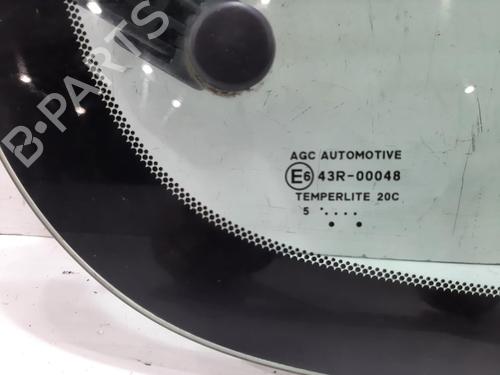 B-PARTS
AGC AUTOMOTIVE
E6 43R-00048
TEMPERLITE 20C
5 .....
. .